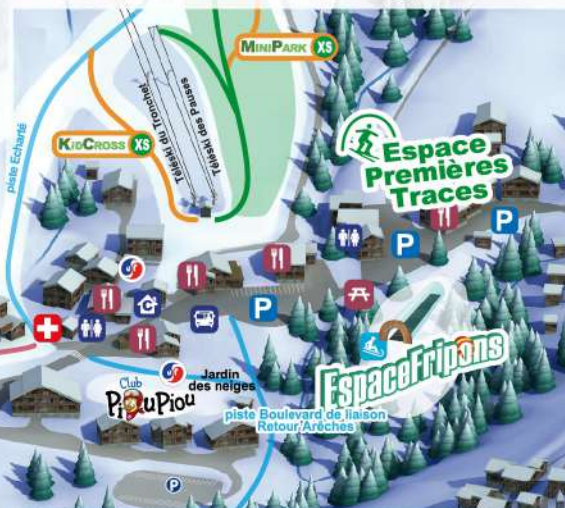 MINIPARK XS
Téléski du Tronchet
Téléski des Pauses
KIDCROSS XS
piste Echarté
Espace
Premières
Traces
P
P
P
EspaceFripons
Jardin
des neiges
Club
PiouPiou
piste Boulevard de liaison
Retour Arêches
P